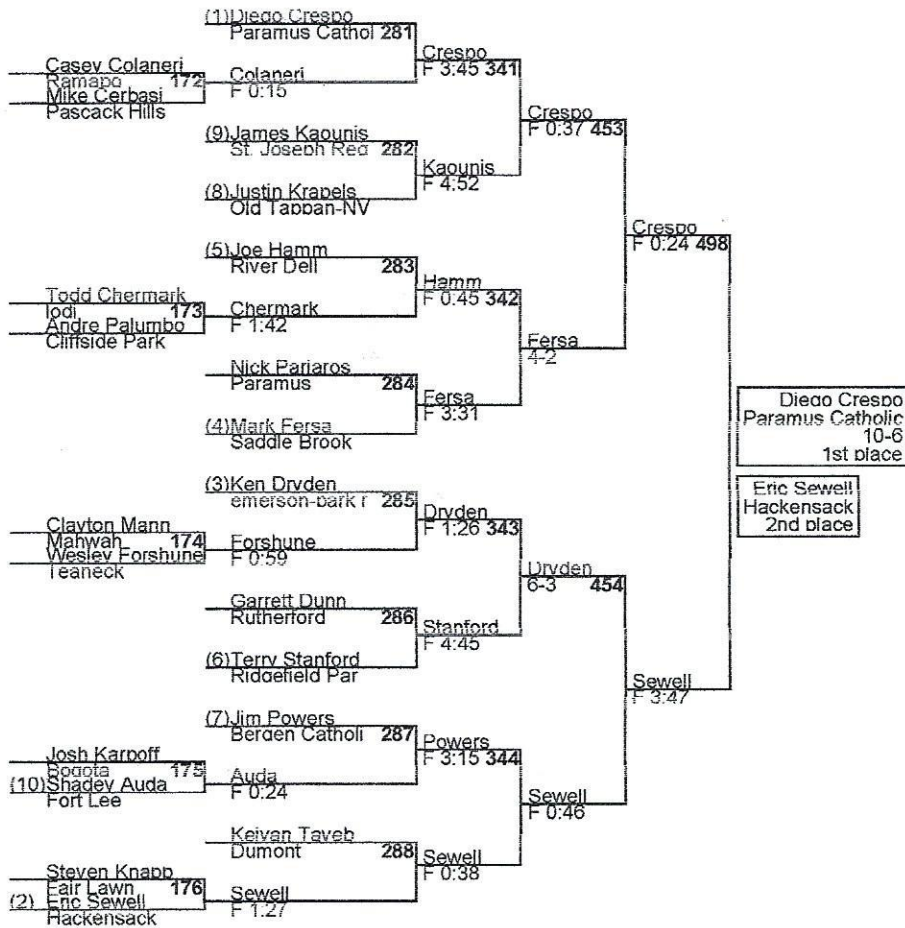 (1)Diego Crespo
Paramus Cathol 281
Crespo
F 3:45 341
Casey Colaneri
Ramapo 172
Mike Cerbasi
Pascack Hills
Colaneri
F 0:15
Crespo
F 0:37 453
(9)James Kaounis
St. Joseph Reg 282
Kaounis
F 4:52
(8)Justin Krapels
Old Tappan-NV
Crespo
F 0:24 498
(5)Joe Hamm
River Dell 283
Hamm
F 0:45 342
Todd Chermark
lodi 173
Andre Palumbo
Cliffside Park
Chermark
F 1:42
Fersa
4-2
Nick Pariaros
Paramus 284
Fersa
F 3:31
(4)Mark Fersa
Saddle Brook
Diego Crespo
Paramus Catholic
10-6
1st place
Eric Sewell
Hackensack
2nd place
(3)Ken Dryden
emerson-park r 285
Dryden
F 1:26 343
Clayton Mann
Mahwah 174
Wesley Forshune
Teaneck
Forshune
F 0:59
Dryden
6-3 454
Garrett Dunn
Rutherford 286
Stanford
F 4:45
(6)Terry Stanford
Ridgefield Par
Sewell
F 3:47
(7)Jim Powers
Bergen Catholi 287
Powers
F 3:15 344
Josh Karpoff
Bogota 175
(10)Shadey Auda
Fort Lee
Auda
F 0:24
Sewell
F 0:46
Keivan Tayeb
Dumont 288
Sewell
F 0:38
Steven Knapp
Fair Lawn 176
(2) Eric Sewell
Hackensack
Sewell
F 1:27